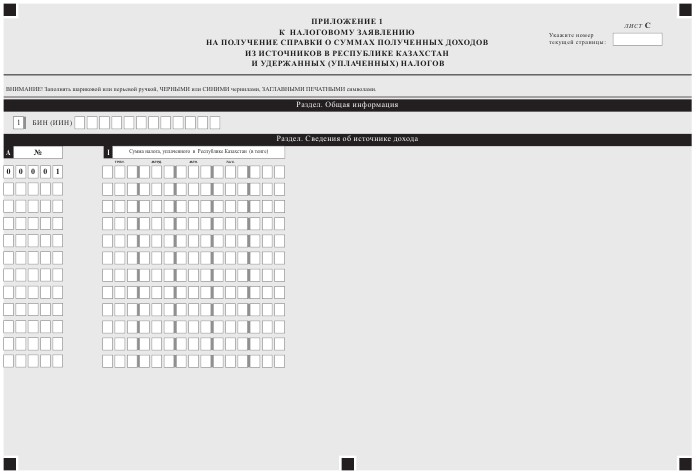 ПРИЛОЖЕНИЕ 1
К НАЛОГОВОМУ ЗАЯВЛЕНИЮ
НА ПОЛУЧЕНИЕ СПРАВКИ О СУММАХ ПОЛУЧЕННЫХ ДОХОДОВ
ИЗ ИСТОЧНИКОВ В РЕСПУБЛИКЕ КАЗАХСТАН
И УДЕРЖАННЫХ (УПЛАЧЕННЫХ) НАЛОГОВ
ЛИСТ С
Укажите номер
текущей страницы:
ВНИМАНИЕ! Заполнять шариковой или перьевой ручкой, ЧЕРНЫМИ или СИНИМИ чернилами, ЗАГЛАВНЫМИ ПЕЧАТНЫМИ символами.
Раздел. Общая информация
1 БИН (ИИН)
Раздел. Сведения об источнике дохода
A № I Сумма налога, уплаченного в Республике Казахстан (в тенге)
трлн млрд млн тыс
0 0 0 0 1